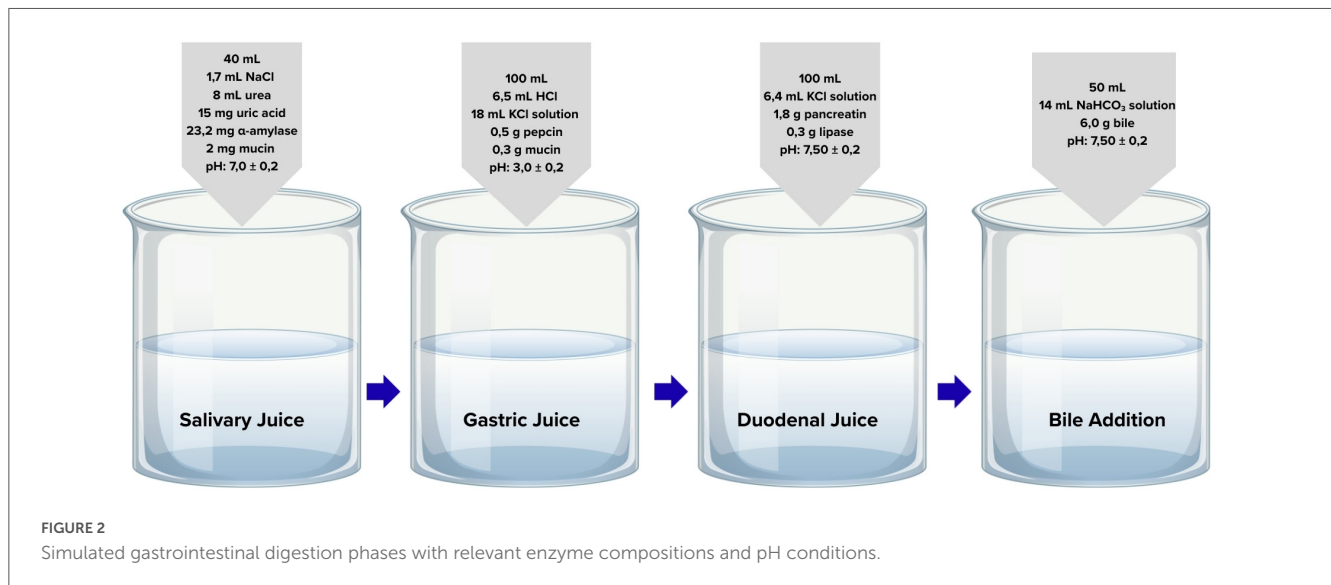 40 mL
1,7 mL NaCl
8 mL urea
15 mg uric acid
23,2 mg α-amylase
2 mg mucin
pH: 7,0 ± 0,2
100 mL
6,5 mL HCl
18 mL KCl solution
0,5 g pepcin
0,3 g mucin
pH: 3,0 ± 0,2
100 mL
6,4 mL KCl solution
1,8 g pancreatin
0,3 g lipase
pH: 7,50 ± 0,2
50 mL
14 mL NaHCO₃ solution
6,0 g bile
pH: 7,50 ± 0,2
Salivary Juice
Gastric Juice
Duodenal Juice
Bile Addition
FIGURE 2
Simulated gastrointestinal digestion phases with relevant enzyme compositions and pH conditions.